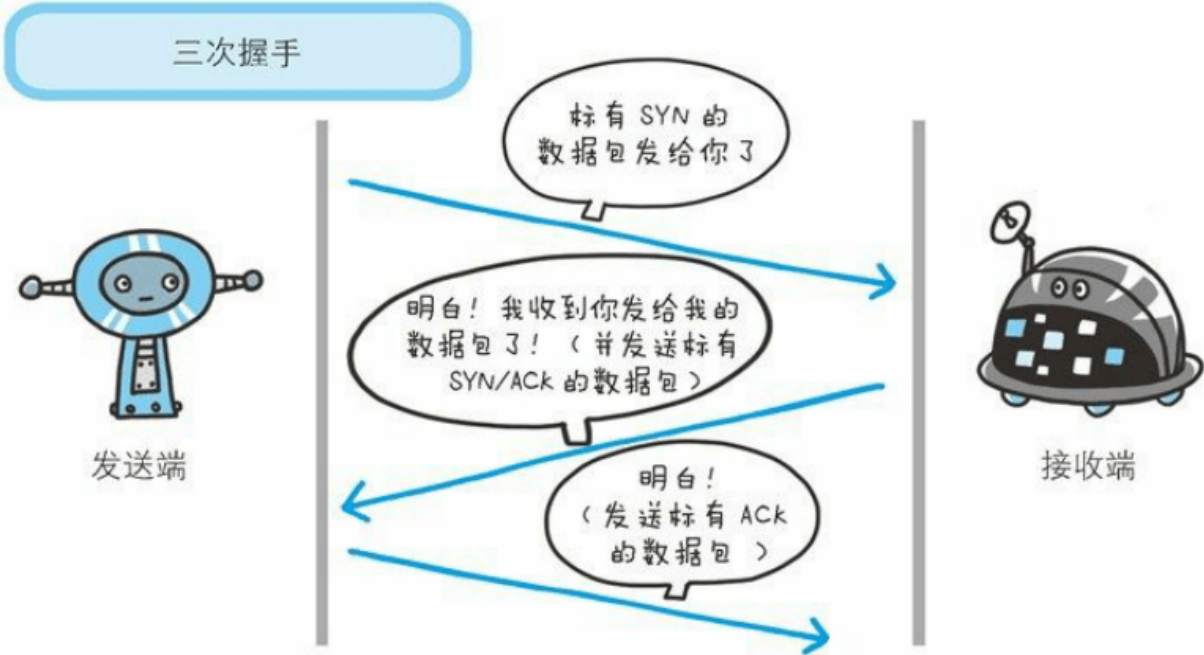 三次握手
标有 SYN 的
数据包发给你了
明白！我收到你发给我的
数据包了！（并发送标有
SYN/ACK 的数据包）
发送端
接收端
明白！
（发送标有 ACK
的数据包）